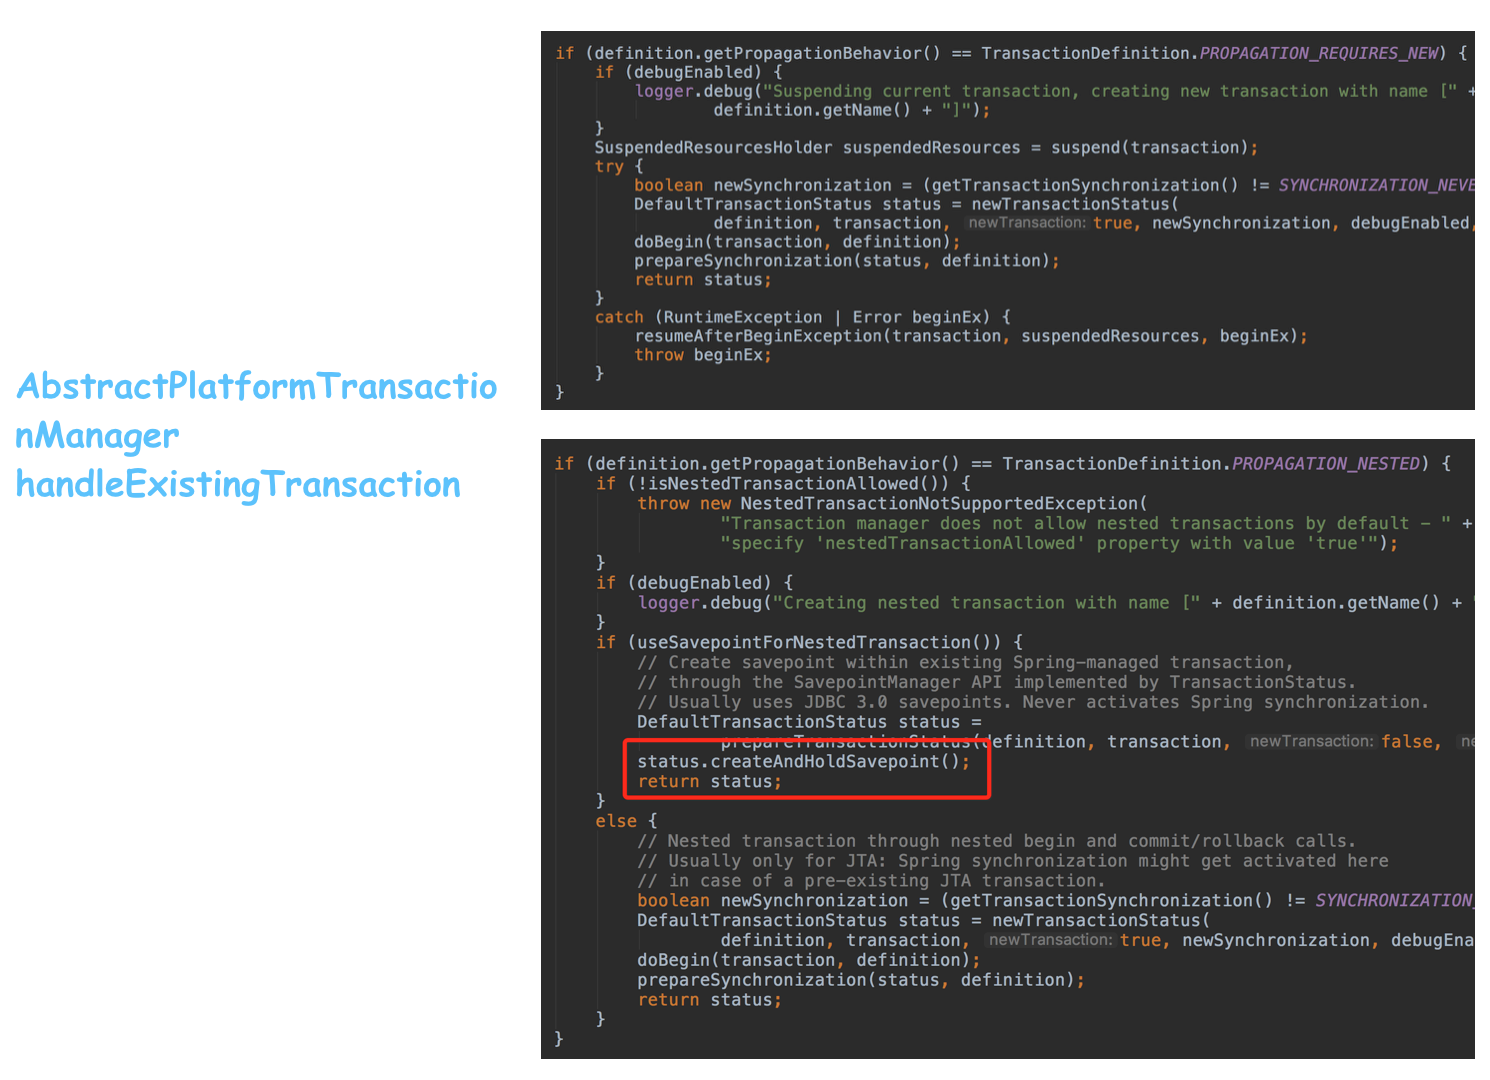 AbstractPlatformTransactio
nManager
handleExistingTransaction
if (definition.getPropagationBehavior() == TransactionDefinition.PROPAGATION_REQUIRES_NEW) {
if (debugEnabled) {
logger.debug("Suspending current transaction, creating new transaction with name [" +
definition.getName() + "]");
}
SuspendedResourcesHolder suspendedResources = suspend(transaction);
try {
boolean newSynchronization = (getTransactionSynchronization() != SYNCHRONIZATION_NEVE
DefaultTransactionStatus status = newTransactionStatus(
definition, transaction, newTransaction: true, newSynchronization, debugEnabled,
doBegin(transaction, definition);
prepareSynchronization(status, definition);
return status;
}
catch (RuntimeException | Error beginEx) {
resumeAfterBeginException(transaction, suspendedResources, beginEx);
throw beginEx;
}
}
if (definition.getPropagationBehavior() == TransactionDefinition.PROPAGATION_NESTED) {
if (!isNestedTransactionAllowed()) {
throw new NestedTransactionNotSupportedException(
"Transaction manager does not allow nested transactions by default - " +
"specify 'nestedTransactionAllowed' property with value 'true'");
}
if (debugEnabled) {
logger.debug("Creating nested transaction with name [" + definition.getName() + "
}
if (useSavepointForNestedTransaction()) {
// Create savepoint within existing Spring-managed transaction,
// through the SavepointManager API implemented by TransactionStatus.
// Usually uses JDBC 3.0 savepoints. Never activates Spring synchronization.
DefaultTransactionStatus status =
prepareTransactionStatus(definition, transaction, newTransaction: false, ne
status.createAndHoldSavepoint();
return status;
}
else {
// Nested transaction through nested begin and commit/rollback calls.
// Usually only for JTA: Spring synchronization might get activated here
// in case of a pre-existing JTA transaction.
boolean newSynchronization = (getTransactionSynchronization() != SYNCHRONIZATION_
DefaultTransactionStatus status = newTransactionStatus(
definition, transaction, newTransaction: true, newSynchronization, debugEna
doBegin(transaction, definition);
prepareSynchronization(status, definition);
return status;
}
}